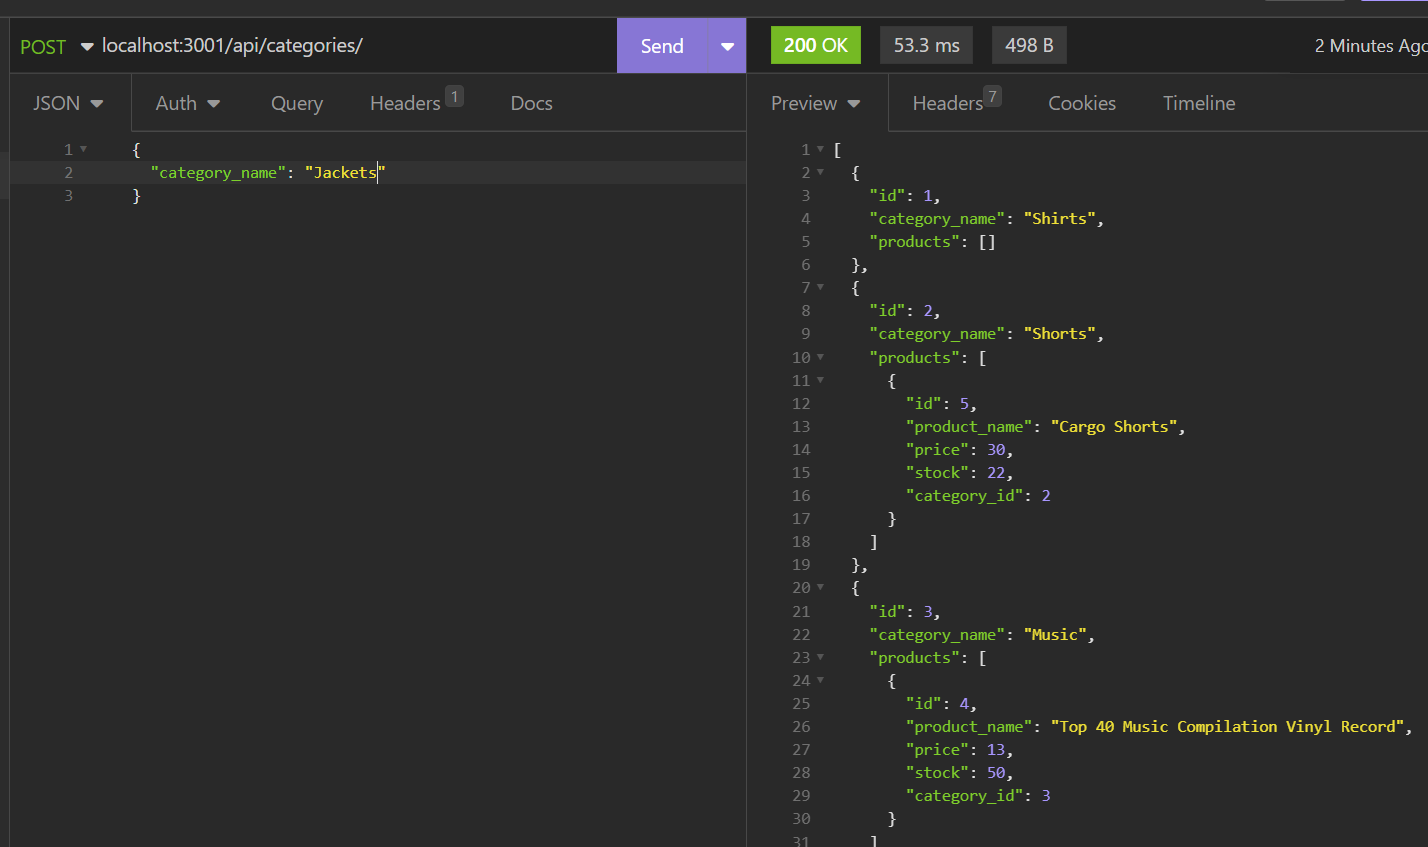 POST localhost:3001/api/categories/ Send 200 OK 53.3 ms 498 B 2 Minutes Ago
JSON Auth Query Headers 1 Docs Preview Headers 7 Cookies Timeline
1 {
2 "category_name": "Jackets"
3 }
1 [
2 {
3 "id": 1,
4 "category_name": "Shirts",
5 "products": []
6 },
7 {
8 "id": 2,
9 "category_name": "Shorts",
10 "products": [
11 {
12 "id": 5,
13 "product_name": "Cargo Shorts",
14 "price": 30,
15 "stock": 22,
16 "category_id": 2
17 }
18 ]
19 },
20 {
21 "id": 3,
22 "category_name": "Music",
23 "products": [
24 {
25 "id": 4,
26 "product_name": "Top 40 Music Compilation Vinyl Record",
27 "price": 13,
28 "stock": 50,
29 "category_id": 3
30 }
31 ]